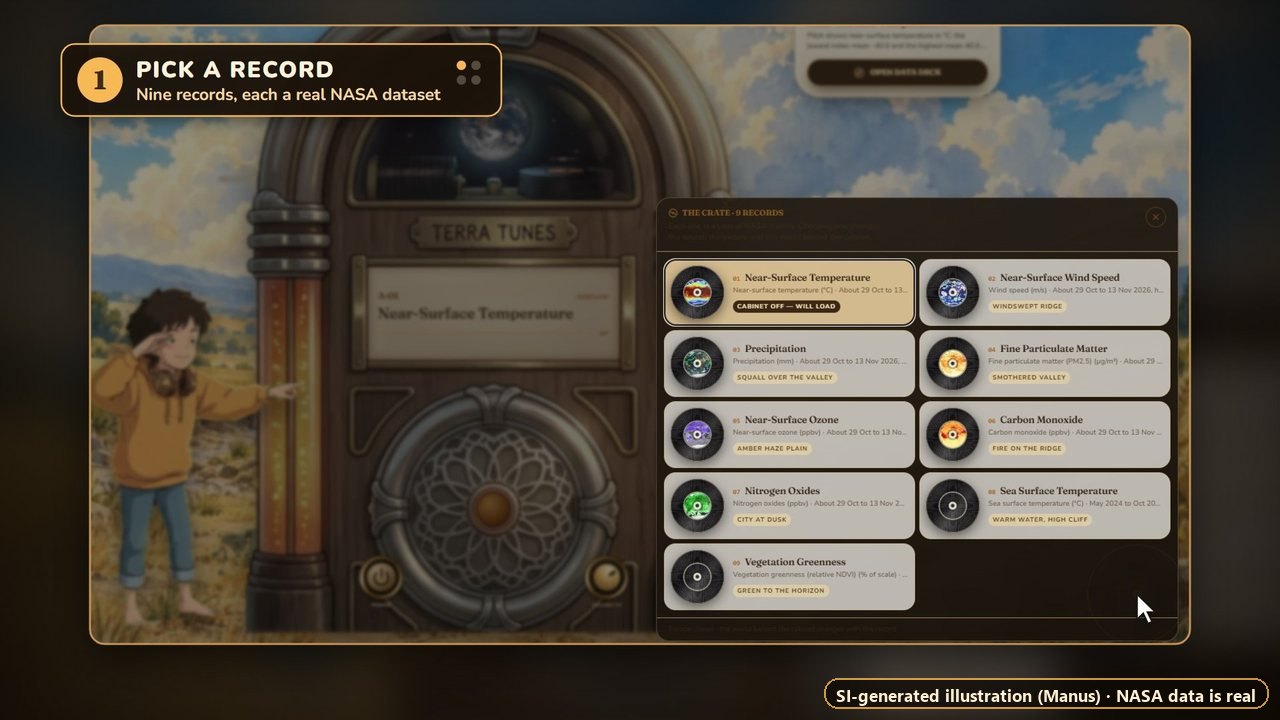 1
PICK A RECORD
Nine records, each a real NASA dataset
OPEN DATA DECK
TERRA TUNES
Near-Surface Temperature
THE CRATE · 9 RECORDS
01 Near-Surface Temperature
Near-surface temperature (°C) · About 29 Oct to 13...
CABINET OFF — WILL LOAD
02 Near-Surface Wind Speed
Wind speed (m/s) · About 29 Oct to 13 Nov 2026, h...
WINDSWEPT RIDGE
03 Precipitation
Precipitation (mm) · About 29 Oct to 13 Nov 2026, ...
SQUALL OVER THE VALLEY
04 Fine Particulate Matter
Fine particulate matter (PM2.5) (µg/m³) · About 29 ...
SMOTHERED VALLEY
05 Near-Surface Ozone
Near-surface ozone (ppbv) · About 29 Oct to 13 No...
AMBER HAZE PLAIN
06 Carbon Monoxide
Carbon monoxide (ppbv) · About 29 Oct to 13 Nov ...
FIRE ON THE RIDGE
07 Nitrogen Oxides
Nitrogen oxides (ppbv) · About 29 Oct to 13 Nov 2...
CITY AT DUSK
08 Sea Surface Temperature
Sea surface temperature (°C) · May 2024 to Oct 20...
WARM WATER, HIGH CLIFF
09 Vegetation Greenness
Vegetation greenness (relative NDVI) (% of scale) · ...
GREEN TO THE HORIZON
SI-generated illustration (Manus) · NASA data is real